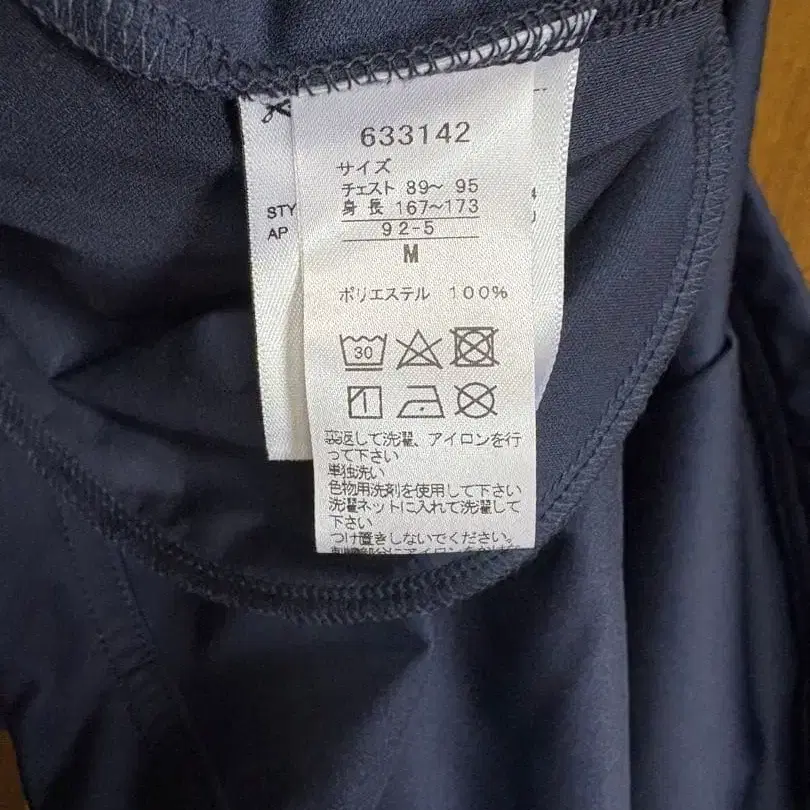 633142
サイズ
チェスト 89～ 95
身 長 167～173
92-5
M
ポリエステル 100%
30
裏返して洗濯、アイロンを行
って下さい
単独洗い
色物用洗剤を使用して下さい
洗濯ネットに入れて洗濯して
下さい
つけ置きしないでください。
STY
AP